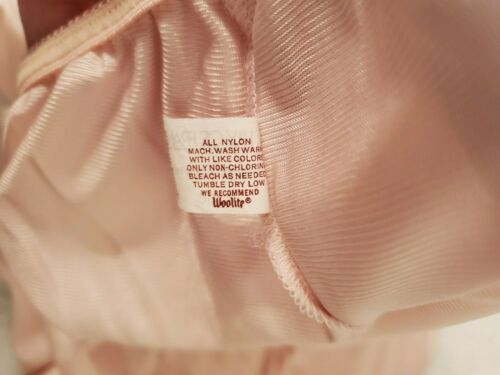 ALL NYLON
MACH. WASH WARM
WITH LIKE COLORS
ONLY NON-CHLORINE
BLEACH AS NEEDED
TUMBLE DRY LOW
WE RECOMMEND
Woolite®